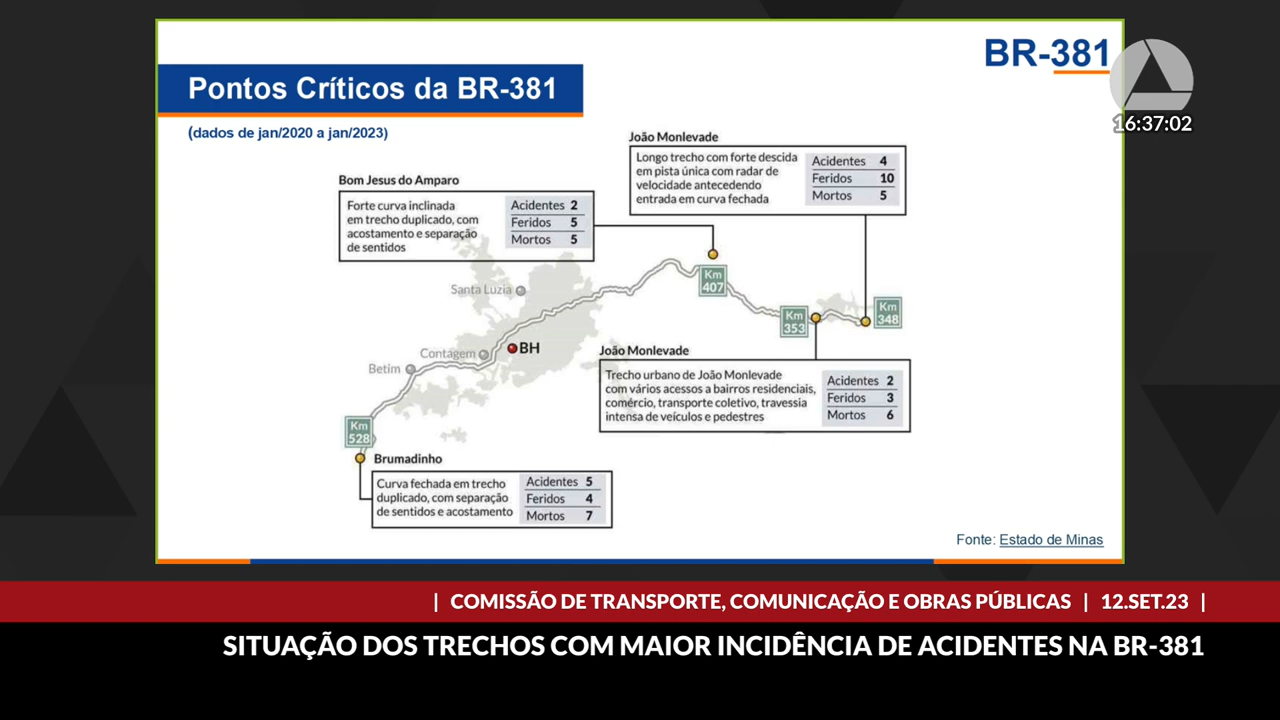 BR-381
16:37:02
Pontos Críticos da BR-381
(dados de jan/2020 a jan/2023)
João Monlevade
Longo trecho com forte descida
em pista única com radar de
velocidade antecedendo
entrada em curva fechada
Acidentes 4
Feridos 10
Mortos 5
Bom Jesus do Amparo
Forte curva inclinada
em trecho duplicado, com
acostamento e separação
de sentidos
Acidentes 2
Feridos 5
Mortos 5
Santa Luzia
Km
407
Km
353
Km
348
Contagem
BH
Betim
João Monlevade
Trecho urbano de João Monlevade
com vários acessos a bairros residenciais,
comércio, transporte coletivo, travessia
intensa de veículos e pedestres
Acidentes 2
Feridos 3
Mortos 6
Km
528
Brumadinho
Curva fechada em trecho
duplicado, com separação
de sentidos e acostamento
Acidentes 5
Feridos 4
Mortos 7
Fonte: Estado de Minas
| COMISSÃO DE TRANSPORTE, COMUNICAÇÃO E OBRAS PÚBLICAS | 12.SET.23 |
SITUAÇÃO DOS TRECHOS COM MAIOR INCIDÊNCIA DE ACIDENTES NA BR-381